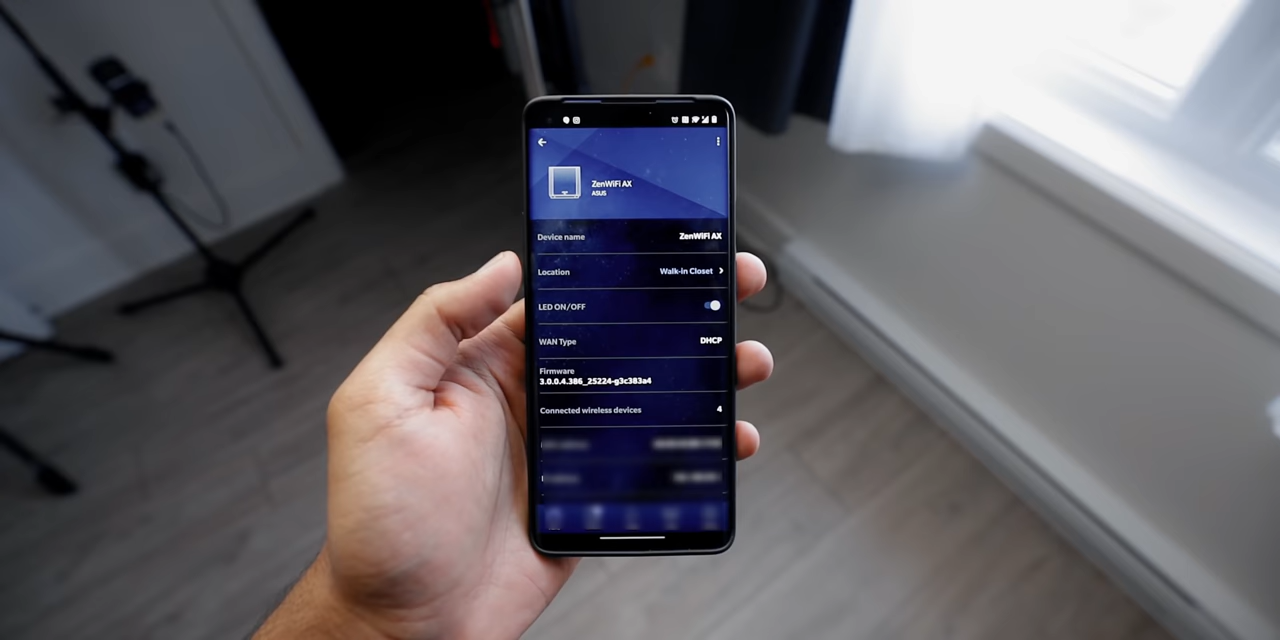 ZenWiFi AX
ASUS
Device name ZenWiFi AX
Location Walk-in Closet
LED ON/OFF
WAN Type DHCP
Firmware
3.0.0.4.386_25224-g3c383a4
Connected wireless devices 4